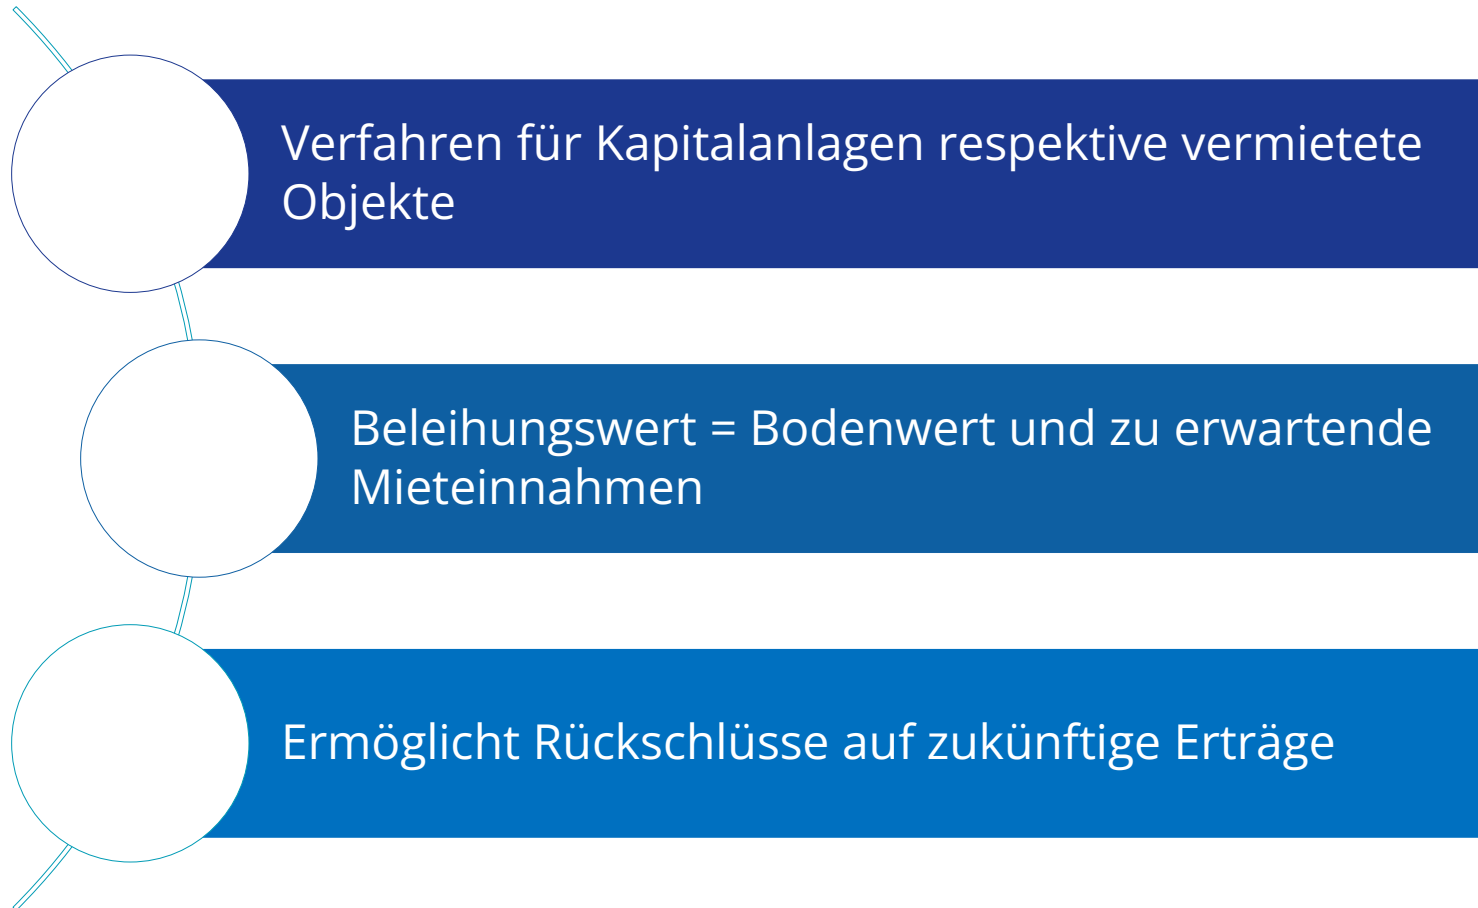 Verfahren für Kapitalanlagen respektive vermietete
Objekte
Beleihungswert = Bodenwert und zu erwartende
Mieteinnahmen
Ermöglicht Rückschlüsse auf zukünftige Erträge